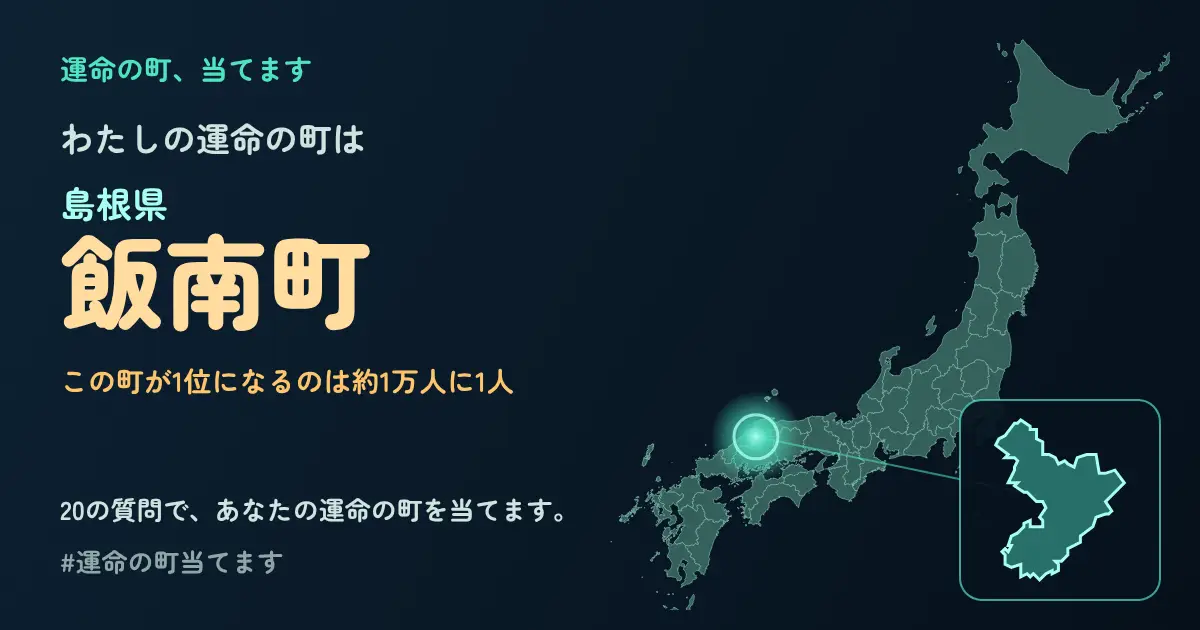 運命の町、当てます
わたしの運命の町は
島根県
飯南町
この町が1位になるのは約1万人に1人
20の質問で、あなたの運命の町を当てます。
#運命の町当てます